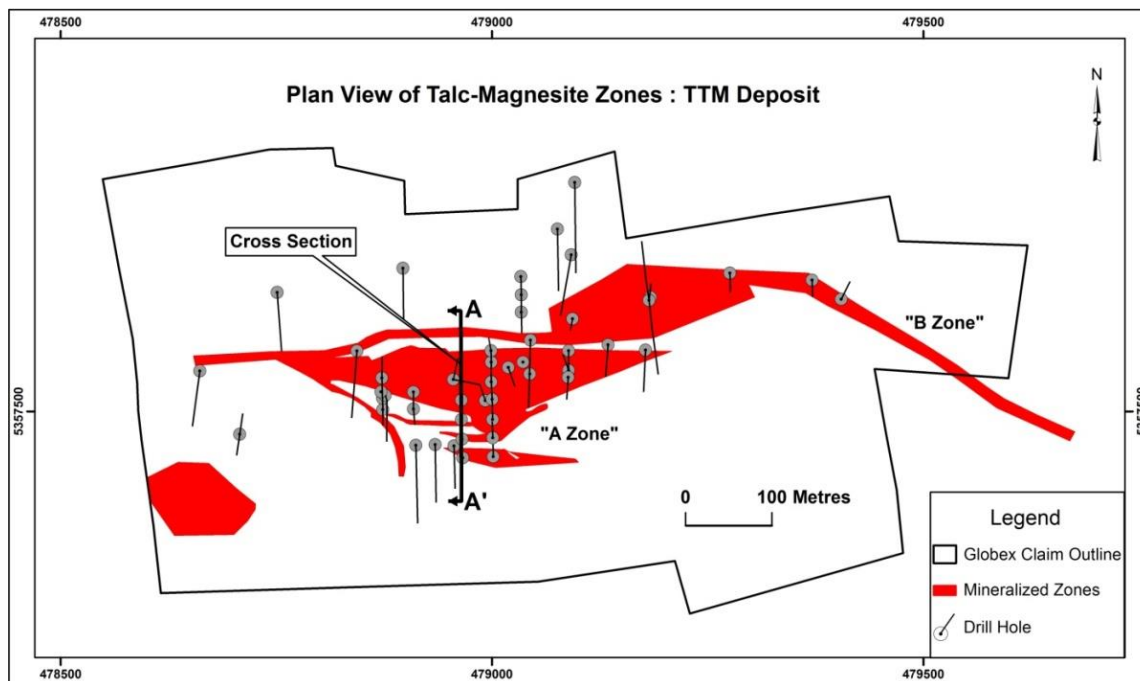 478500 479000 479500
Plan View of Talc-Magnesite Zones : TTM Deposit
N
Cross Section
A
"B Zone"
5357500 5357500
"A Zone"
A'
0 100 Metres
Legend
Globex Claim Outline
Mineralized Zones
Drill Hole
478500 479000 479500